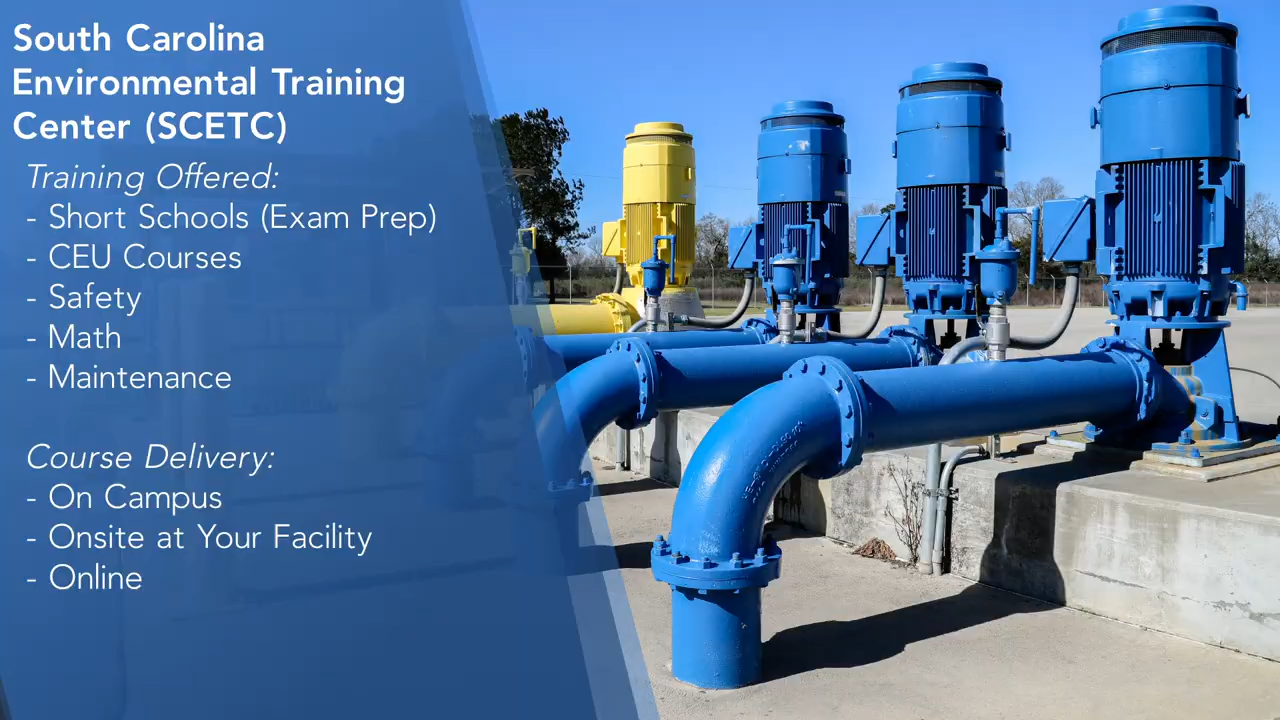 South Carolina
Environmental Training
Center (SCETC)
Training Offered:
- Short Schools (Exam Prep)
- CEU Courses
- Safety
- Math
- Maintenance
Course Delivery:
- On Campus
- Onsite at Your Facility
- Online